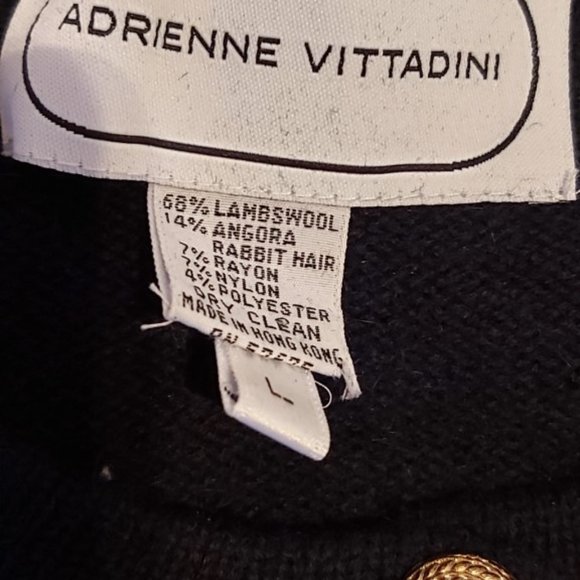 ADRIENNE VITTADINI
68% LAMBSWOOL
14% ANGORA
RABBIT HAIR
7% RAYON
7% NYLON
4% POLYESTER
DRY CLEAN
MADE IN HONG KONG
L